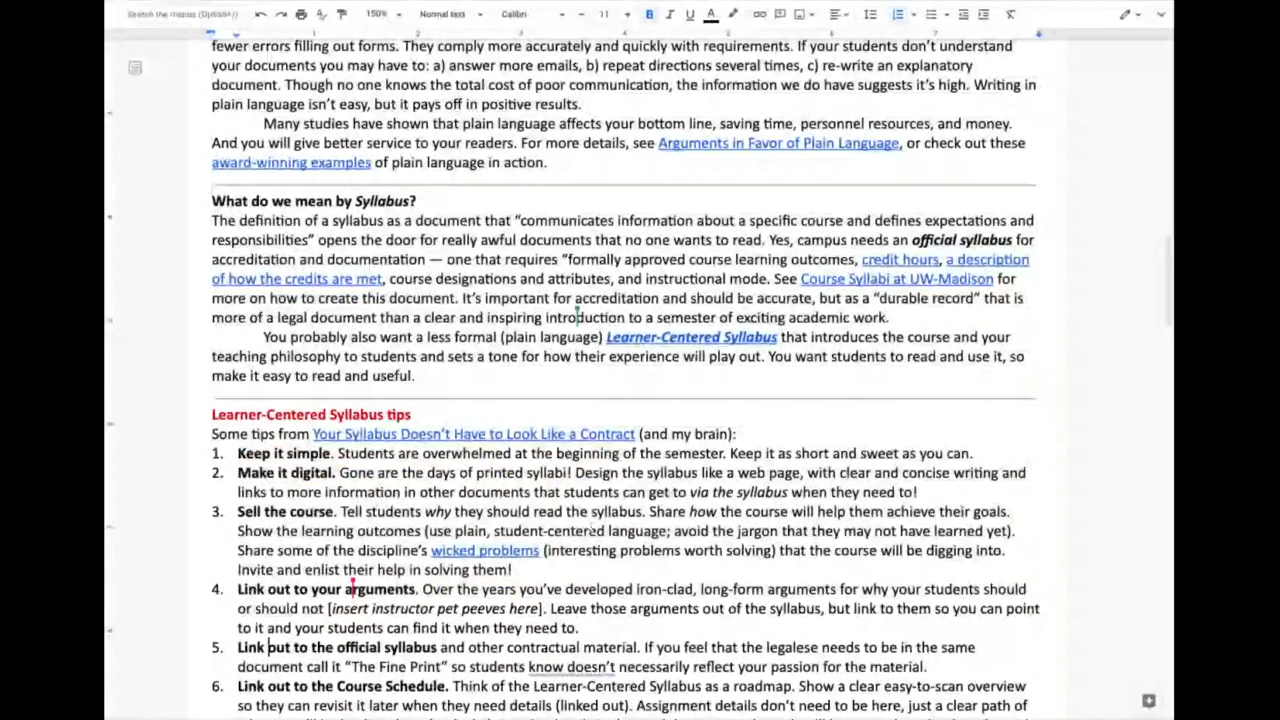 150% Normal text Calibri 11
1 2 3 4 5 6 7
fewer errors filling out forms. They comply more accurately and quickly with requirements. If your students don't understand
your documents you may have to: a) answer more emails, b) repeat directions several times, c) re-write an explanatory
document. Though no one knows the total cost of poor communication, the information we do have suggests it's high. Writing in
plain language isn't easy, but it pays off in positive results.
Many studies have shown that plain language affects your bottom line, saving time, personnel resources, and money.
And you will give better service to your readers. For more details, see Arguments in Favor of Plain Language, or check out these
award-winning examples of plain language in action.
What do we mean by Syllabus?
The definition of a syllabus as a document that “communicates information about a specific course and defines expectations and
responsibilities” opens the door for really awful documents that no one wants to read. Yes, campus needs an official syllabus for
accreditation and documentation — one that requires “formally approved course learning outcomes, credit hours, a description
of how the credits are met, course designations and attributes, and instructional mode. See Course Syllabi at UW-Madison for
more on how to create this document. It's important for accreditation and should be accurate, but as a “durable record” that is
more of a legal document than a clear and inspiring introduction to a semester of exciting academic work.
You probably also want a less formal (plain language) Learner-Centered Syllabus that introduces the course and your
teaching philosophy to students and sets a tone for how their experience will play out. You want students to read and use it, so
make it easy to read and useful.
Learner-Centered Syllabus tips
Some tips from Your Syllabus Doesn't Have to Look Like a Contract (and my brain):
1. Keep it simple. Students are overwhelmed at the beginning of the semester. Keep it as short and sweet as you can.
2. Make it digital. Gone are the days of printed syllabi! Design the syllabus like a web page, with clear and concise writing and
links to more information in other documents that students can get to via the syllabus when they need to!
3. Sell the course. Tell students why they should read the syllabus. Share how the course will help them achieve their goals.
Show the learning outcomes (use plain, student-centered language; avoid the jargon that they may not have learned yet).
Share some of the discipline's wicked problems (interesting problems worth solving) that the course will be digging into.
Invite and enlist their help in solving them!
4. Link out to your arguments. Over the years you've developed iron-clad, long-form arguments for why your students should
or should not [insert instructor pet peeves here]. Leave those arguments out of the syllabus, but link to them so you can point
to it and your students can find it when they need to.
5. Link out to the official syllabus and other contractual material. If you feel that the legalese needs to be in the same
document call it “The Fine Print” so students know doesn't necessarily reflect your passion for the material.
6. Link out to the Course Schedule. Think of the Learner-Centered Syllabus as a roadmap. Show a clear easy-to-scan overview
so they can revisit it later when they need details (linked out). Assignment details don't need to be here, just a clear path of